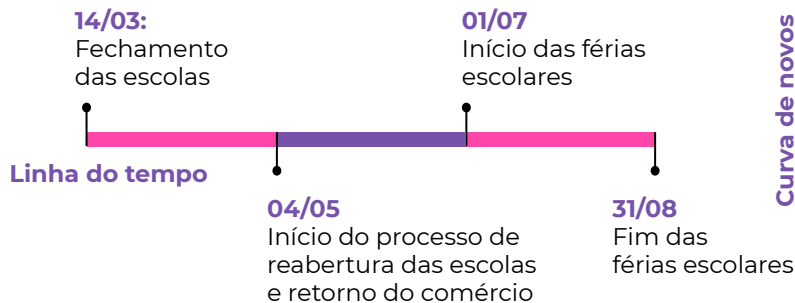 14/03:
Fechamento
das escolas
01/07
Início das férias
escolares
Linha do tempo
04/05
Início do processo de
reabertura das escolas
e retorno do comércio
31/08
Fim das
férias escolares
Curva de novos